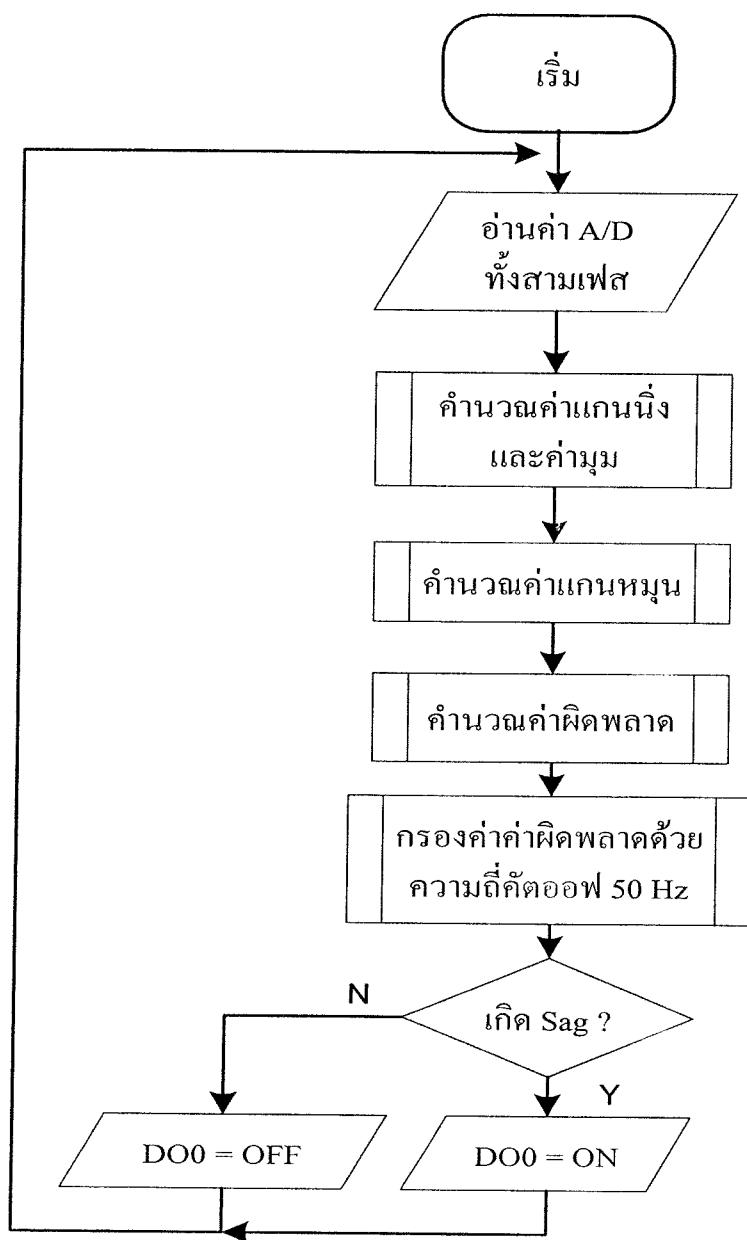 เริ่ม
อ่านค่า A/D
ทั้งสามเฟส
คำนวณค่าแกนนิ่ง
และค่ามุม
คำนวณค่าแกนหมุน
คำนวณค่าผิดพลาด
กรองค่าค่าผิดพลาดด้วย
ความถี่คัตออฟ 50 Hz
เกิด Sag ?
N
Y
DO0 = OFF
DO0 = ON